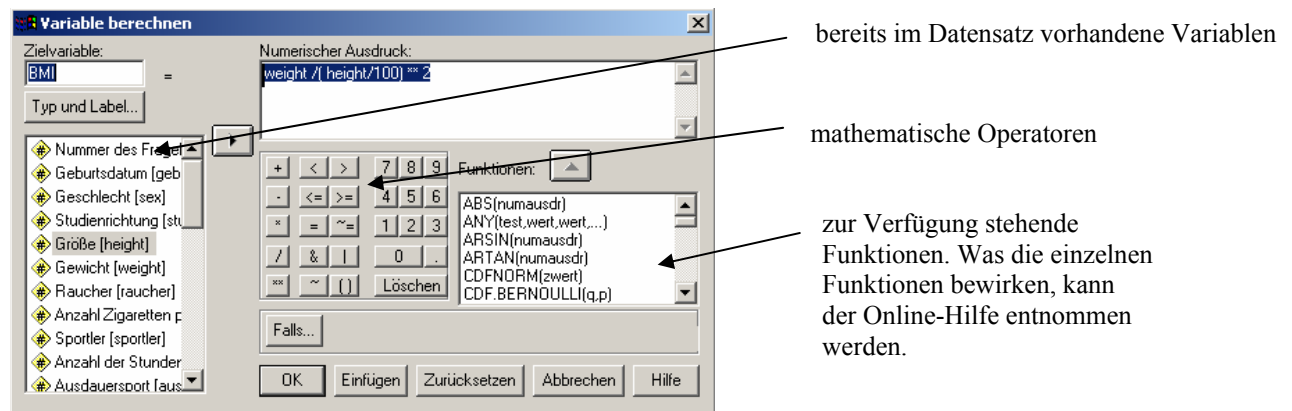 Variable berechnen
Zielvariable:
BMI
=
Typ und Label...
Numerischer Ausdruck:
weight /( height/100) ** 2
Nummer des Fragel
Geburtsdatum [geb
Geschlecht [sex]
Studienrichtung [stu
Größe [height]
Gewicht [weight]
Raucher [raucher]
Anzahl Zigaretten p
Sportler [sportler]
Anzahl der Stunden
Ausdauersport [aus
+ < > 7 8 9
- <= >= 4 5 6
* = ~= 1 2 3
/ & | 0 .
** ~ () Löschen
Funktionen:
ABS(numausdr)
ANY(test,wert,wert,...)
ARSIN(numausdr)
ARTAN(numausdr)
CDFNORM(zwert)
CDF.BERNOULLI(q,p)
Falls...
OK Einfügen Zurücksetzen Abbrechen Hilfe
bereits im Datensatz vorhandene Variablen
mathematische Operatoren
zur Verfügung stehende
Funktionen. Was die einzelnen
Funktionen bewirken, kann
der Online-Hilfe entnommen
werden.